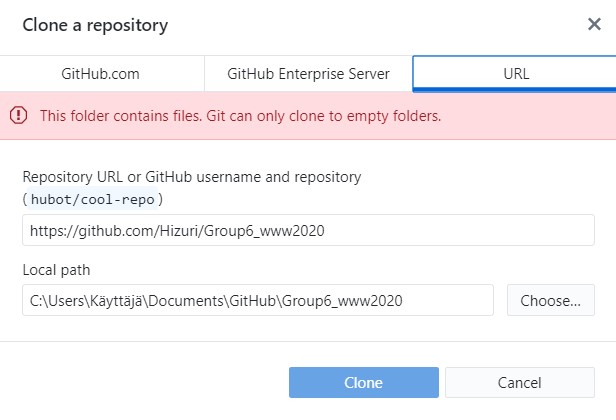 Clone a repository
GitHub.com
GitHub Enterprise Server
URL
This folder contains files. Git can only clone to empty folders.
Repository URL or GitHub username and repository
(hubot/cool-repo)
https://github.com/Hizuri/Group6_www2020
Local path
C:\Users\Käyttäjä\Documents\GitHub\Group6_www2020
Choose...
Clone
Cancel